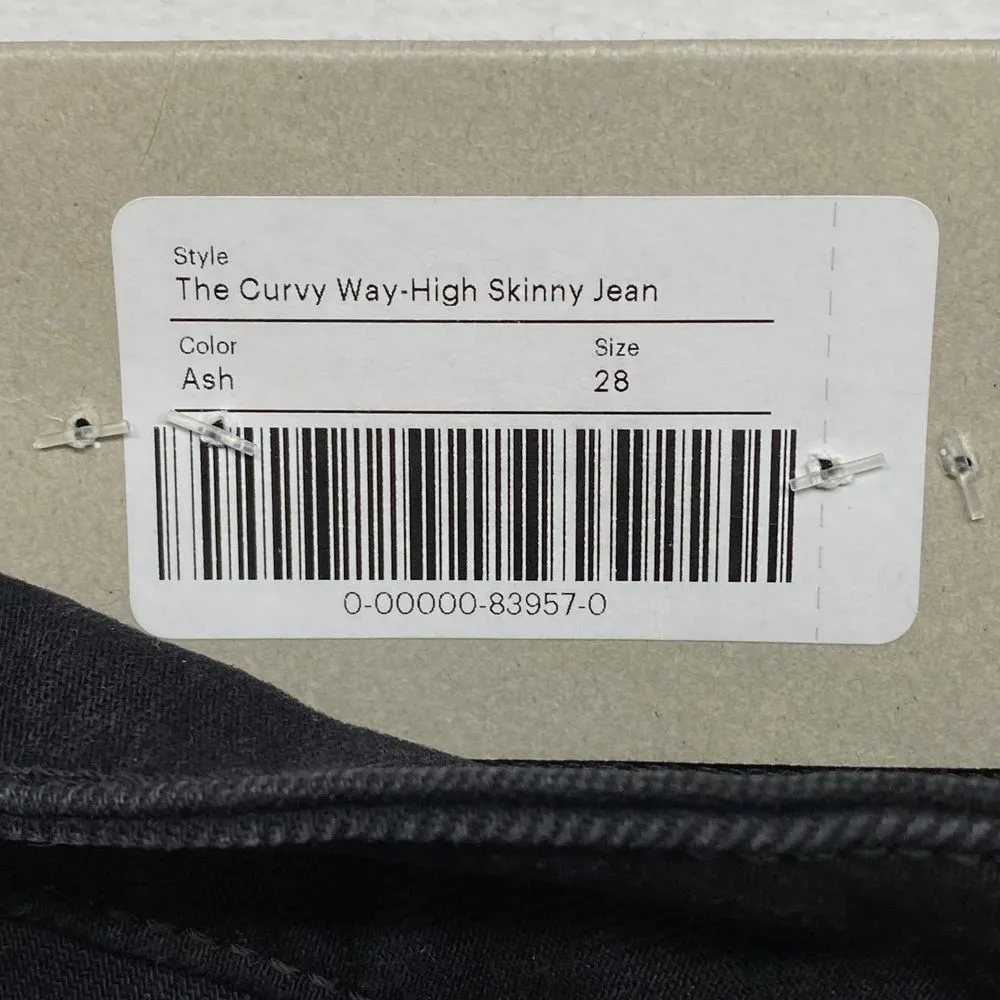 Style
The Curvy Way-High Skinny Jean
Color
Size
Ash
28
0-00000-83957-0